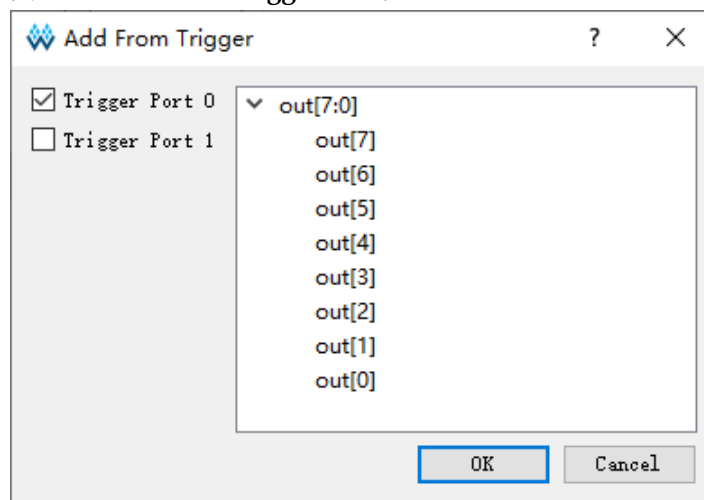 Add From Trigger
Trigger Port 0
Trigger Port 1
out[7:0]
out[7]
out[6]
out[5]
out[4]
out[3]
out[2]
out[1]
out[0]
OK
Cancel